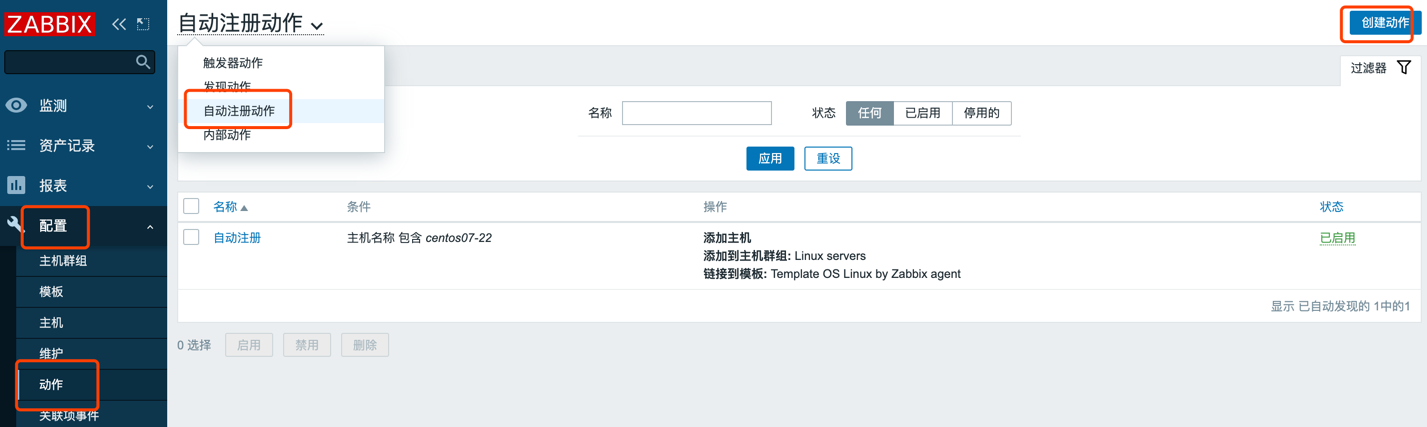 ZABBIX
监测
资产记录
报表
配置
主机群组
模板
主机
维护
动作
关联项事件
自动注册动作
创建动作
触发器动作
发现动作
自动注册动作
内部动作
过滤器
名称
状态 任何 已启用 停用的
应用 重设
名称 条件 操作 状态
自动注册 主机名称 包含 centos07-22 添加主机 已启用
添加到主机群组: Linux servers
链接到模板: Template OS Linux by Zabbix agent
显示 已自动发现的 1中的1
0 选择 启用 禁用 删除